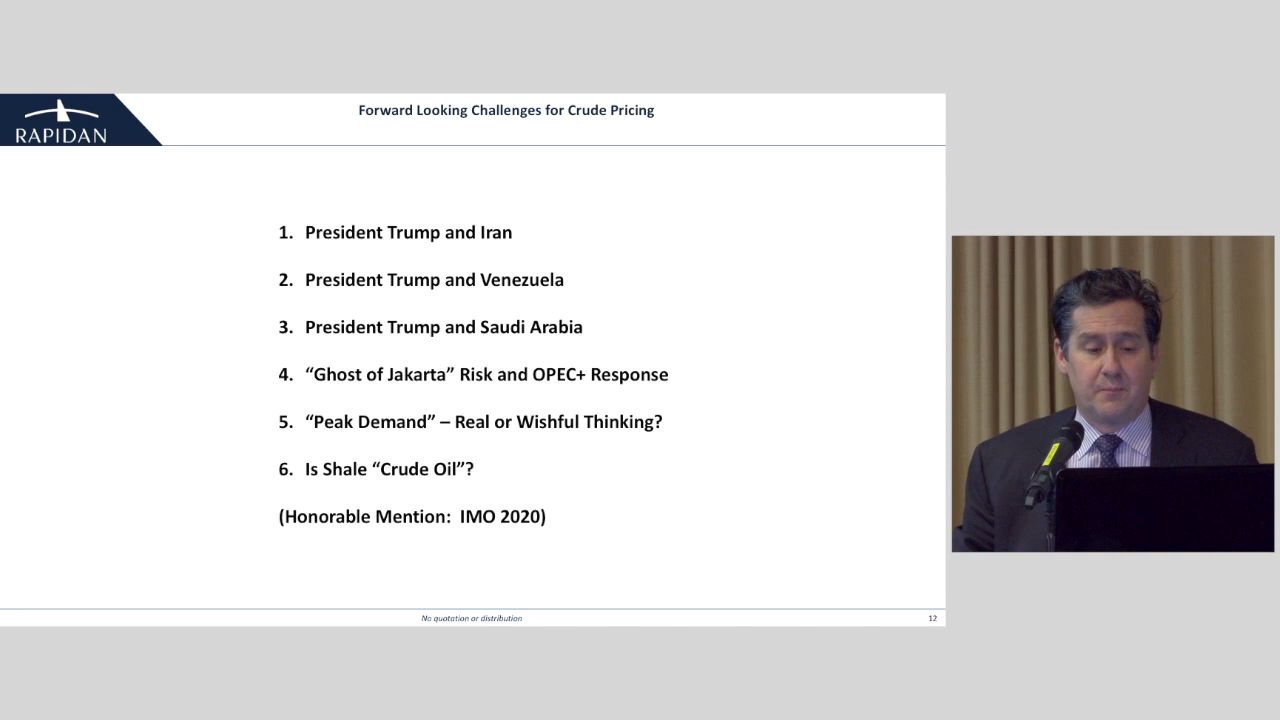 RAPIDAN
Forward Looking Challenges for Crude Pricing
1. President Trump and Iran
2. President Trump and Venezuela
3. President Trump and Saudi Arabia
4. “Ghost of Jakarta” Risk and OPEC+ Response
5. “Peak Demand” – Real or Wishful Thinking?
6. Is Shale “Crude Oil”?
(Honorable Mention: IMO 2020)
No quotation or distribution
12